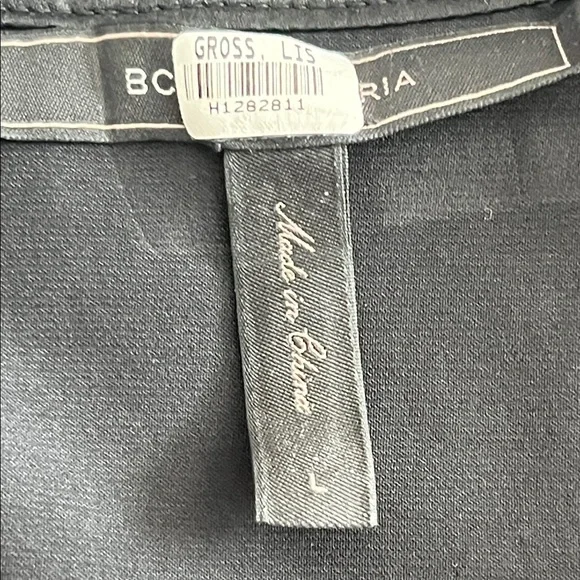 GROSS, LIS
BC RIA
H1282811
Made in China
L